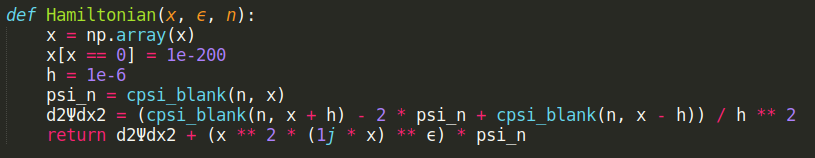 def Hamiltonian(x, ϵ, n):
    x = np.array(x)
    x[x == 0] = 1e-200
    h = 1e-6
    psi_n = cpsi_blank(n, x)
    d2Ψdx2 = (cpsi_blank(n, x + h) - 2 * psi_n + cpsi_blank(n, x - h)) / h ** 2
    return d2Ψdx2 + (x ** 2 * (1j * x) ** ϵ) * psi_n